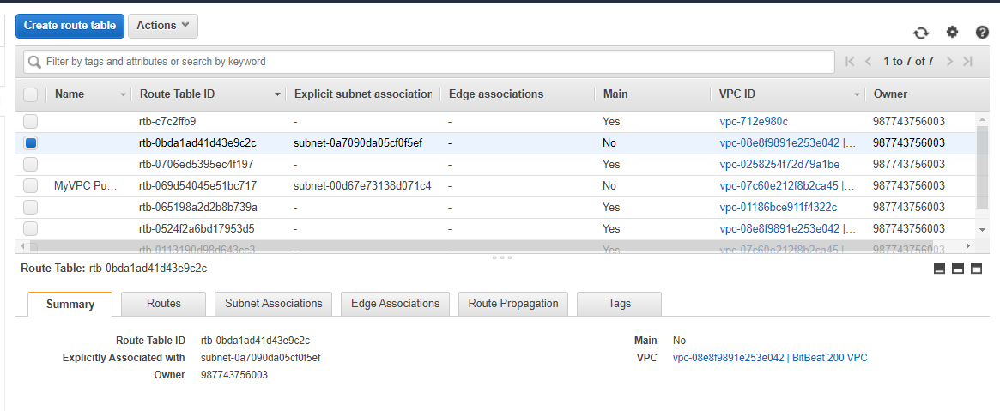 Create route table Actions
Filter by tags and attributes or search by keyword 1 to 7 of 7
Name Route Table ID Explicit subnet association Edge associations Main VPC ID Owner
rtb-c7c2ffb9 - - Yes vpc-712e980c 987743756003
rtb-0bda1ad41d43e9c2c subnet-0a7090da05cf0f5ef - No vpc-08e8f9891e253e042 |... 987743756003
rtb-0706ed5395ec4f197 - - Yes vpc-0258254f72d79a1be 987743756003
MyVPC Pu... rtb-069d54045e51bc717 subnet-00d67e73138d071c4 - No vpc-07c60e212f8b2ca45 |... 987743756003
rtb-065198a2d2b8b739a - - Yes vpc-01186bce911f4322c 987743756003
rtb-0524f2a6bd17953d5 - - Yes vpc-08e8f9891e253e042 |... 987743756003
rtb-0113190d98d643cc3 - - Yes vpc-07c60e212f8b2ca45 |... 987743756003
Route Table: rtb-0bda1ad41d43e9c2c
Summary Routes Subnet Associations Edge Associations Route Propagation Tags
Route Table ID rtb-0bda1ad41d43e9c2c Main No
Explicitly Associated with subnet-0a7090da05cf0f5ef VPC vpc-08e8f9891e253e042 | BitBeat 200 VPC
Owner 987743756003